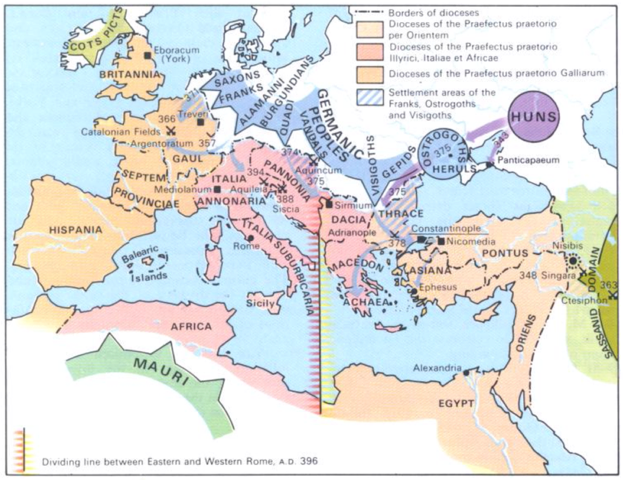 Borders of dioceses
Dioceses of the Praefectus praetorio
per Orientem
Dioceses of the Praefectus praetorio
Illyrici, Italiae et Africae
Dioceses of the Praefectus praetorio Galliarum
Settlement areas of the
Franks, Ostrogoths
and Visigoths
SCOTS PICTS
Eboracum
(York)
BRITANNIA
SAXONS
FRANKS
ALAMANNI
BURGUNDIANS
QUADI
VANDALS
GERMANIC
PEOPLES
VISIGOTHS
GEPIDS
OSTROGOTHS
375
HERULS
HUNS
Panticapaeum
366
Treveri
Catalonian Fields
Argentoratum 357
GAUL
SEPTEM
PROVINCIAE
HISPANIA
Balearic
Islands
ITALIA
ANNONARIA
Mediolanum
394
Aquileia
388
Siscia
PANNONIA
374
Aquincum
375
Sirmium
DACIA
375
THRACE
Adrianople
378
Constantinople
Nicomedia
MACEDON
ACHAEA
ASIANA
Ephesus
PONTUS
Nisibis
348 Singara
363
Ctesiphon
SASSANID DOMAIN
ORIENS
Rome
ITALIA SUBURBICARIA
Sicily
AFRICA
MAURI
Alexandria
EGYPT
Dividing line between Eastern and Western Rome, A.D. 396